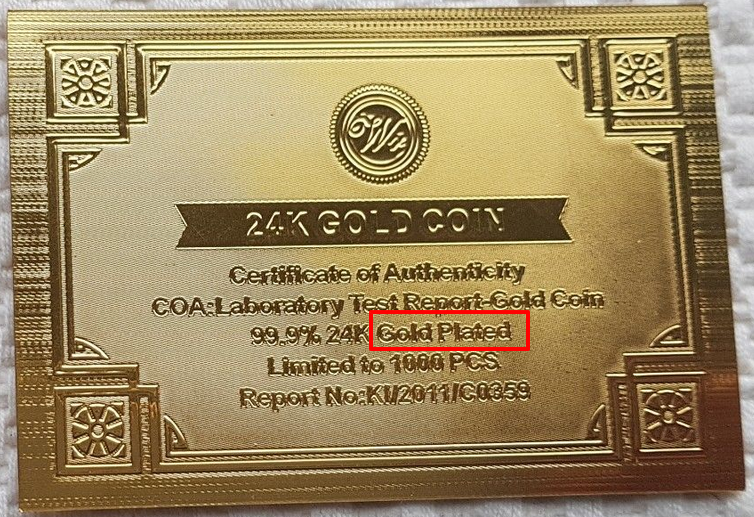 24K GOLD COIN
Certificate of Authenticity
COA:Laboratory Test Report-Gold Coin
99.9% 24K Gold Plated
Limited to 1000 PCS
Report No:KI/2011/C0359